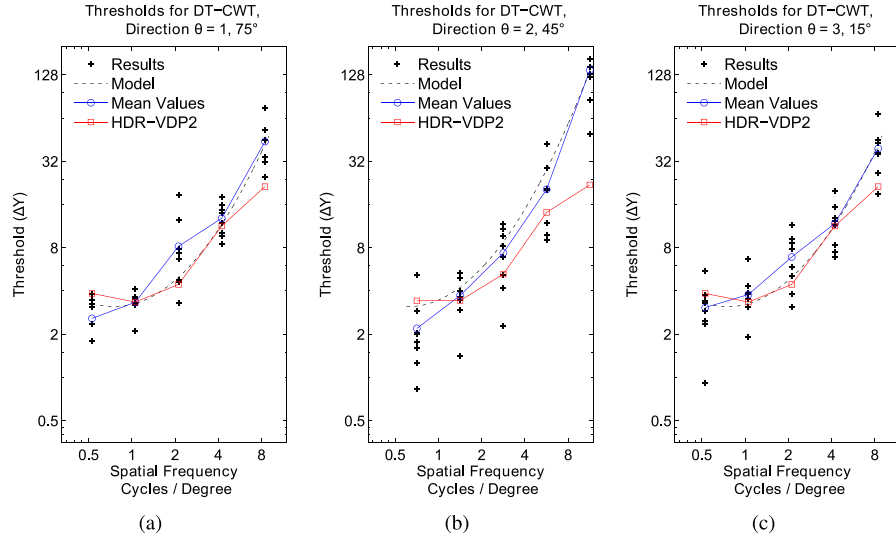 Thresholds for DT−CWT,
Direction θ = 1, 75°
128
32
8
2
0.5
Threshold (ΔY)
Results
Model
Mean Values
HDR−VDP2
0.5 1 2 4 8
Spatial Frequency
Cycles / Degree
(a)
Thresholds for DT−CWT,
Direction θ = 2, 45°
128
32
8
2
0.5
Threshold (ΔY)
Results
Model
Mean Values
HDR−VDP2
0.5 1 2 4 8
Spatial Frequency
Cycles / Degree
(b)
Thresholds for DT−CWT,
Direction θ = 3, 15°
128
32
8
2
0.5
Threshold (ΔY)
Results
Model
Mean Values
HDR−VDP2
0.5 1 2 4 8
Spatial Frequency
Cycles / Degree
(c)